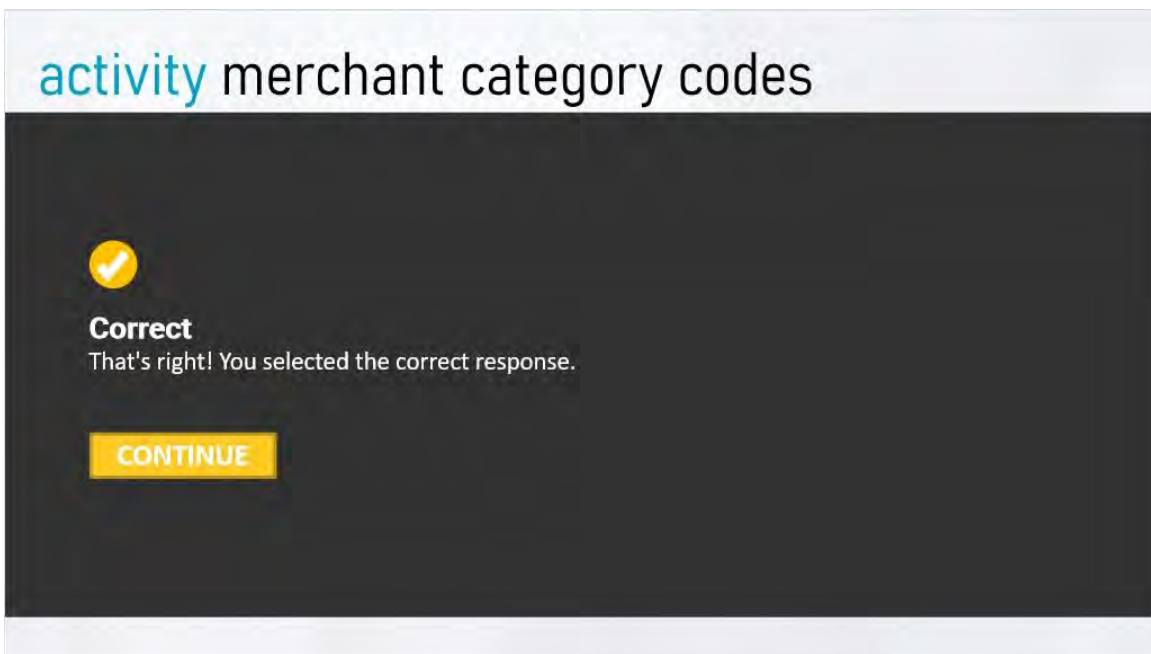 activity merchant category codes
Correct
That's right! You selected the correct response.
CONTINUE